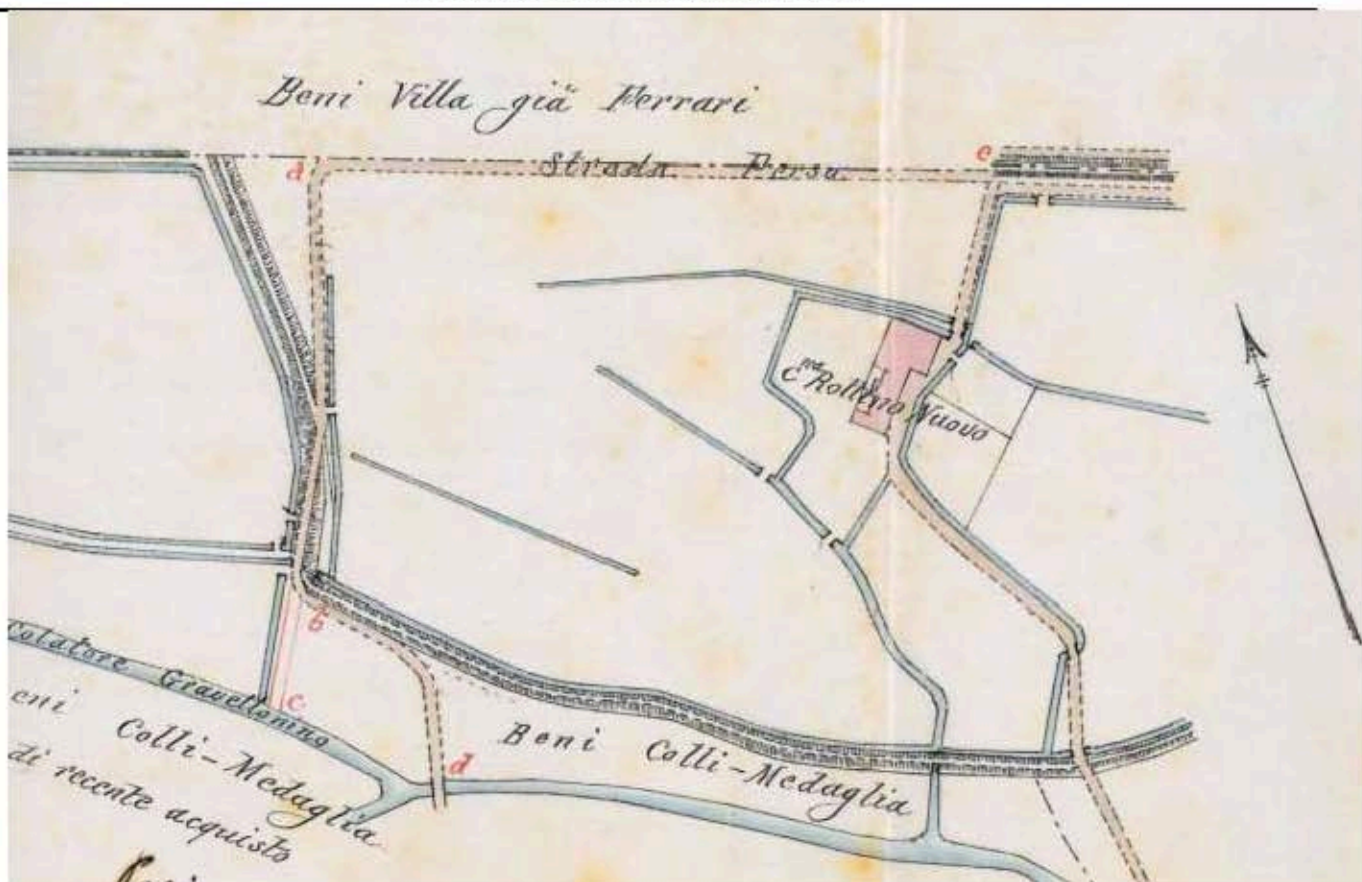 Beni Villa già Ferrari
a
Strada Persa
e
C.na Rollino Nuovo
b
c
Colatore Gravellonino
d
Beni Colli-Medaglia
eni Colli-Medaglia
di recente acquisto